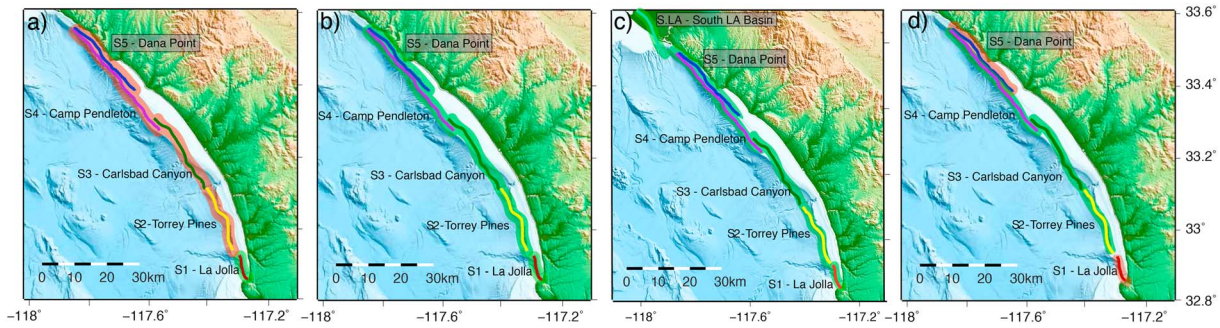 a)
S5 - Dana Point
S4 - Camp Pendleton
S3 - Carlsbad Canyon
S2-Torrey Pines
S1 - La Jolla
0 10 20 30km
−118˚ −117.6˚ −117.2˚
b)
S5 - Dana Point
S4 - Camp Pendleton
S3 - Carlsbad Canyon
S2-Torrey Pines
S1 - La Jolla
0 10 20 30km
−118˚ −117.6˚ −117.2˚
c)
S.LA - South LA Basin
S5 - Dana Point
S4 - Camp Pendleton
S3 - Carlsbad Canyon
S2-Torrey Pines
S1 - La Jolla
0 10 20 30km
−118˚ −117.6˚ −117.2˚
d)
S5 - Dana Point
S4 - Camp Pendleton
S3 - Carlsbad Canyon
S2-Torrey Pines
S1 - La Jolla
0 10 20 30km
−118˚ −117.6˚ −117.2˚
33.6˚
33.4˚
33.2˚
33˚
32.8˚